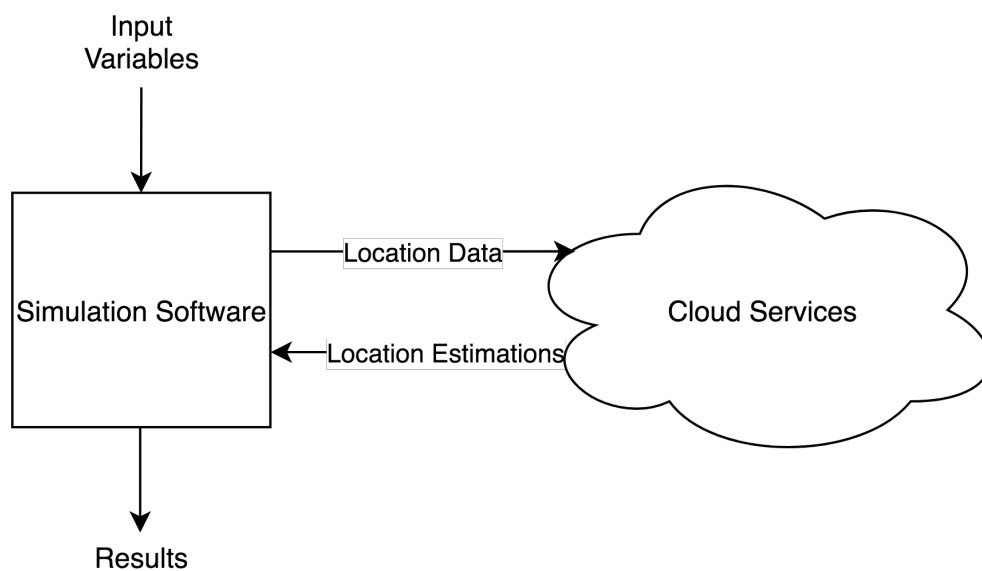 Input
Variables
Location Data
Simulation Software
Cloud Services
Location Estimations
Results